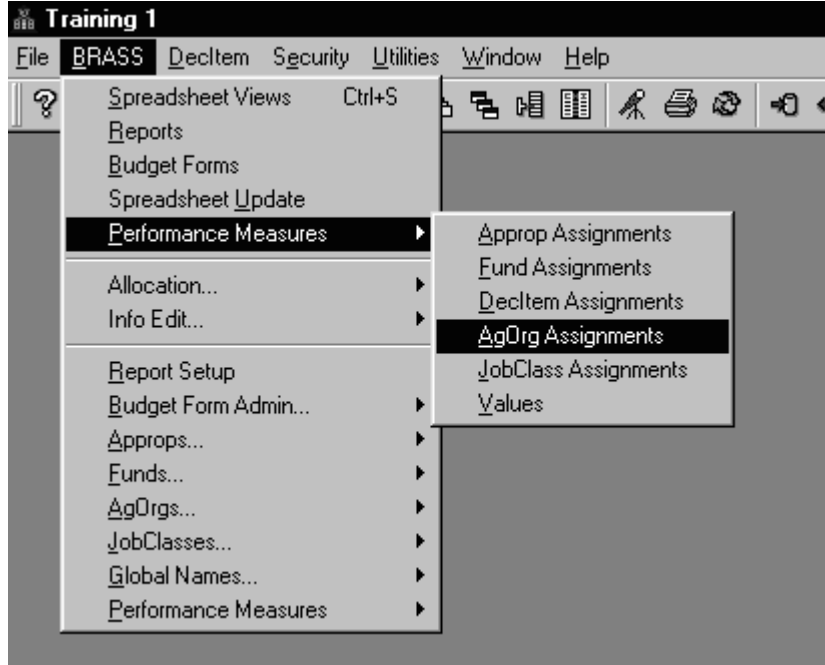 Training 1
File BRASS DecItem Security Utilities Window Help
Spreadsheet Views Ctrl+S
Reports
Budget Forms
Spreadsheet Update
Performance Measures
Approp Assignments
Fund Assignments
DecItem Assignments
AgOrg Assignments
JobClass Assignments
Values
Allocation...
Info Edit...
Report Setup
Budget Form Admin...
Approps...
Funds...
AgOrgs...
JobClasses...
Global Names...
Performance Measures